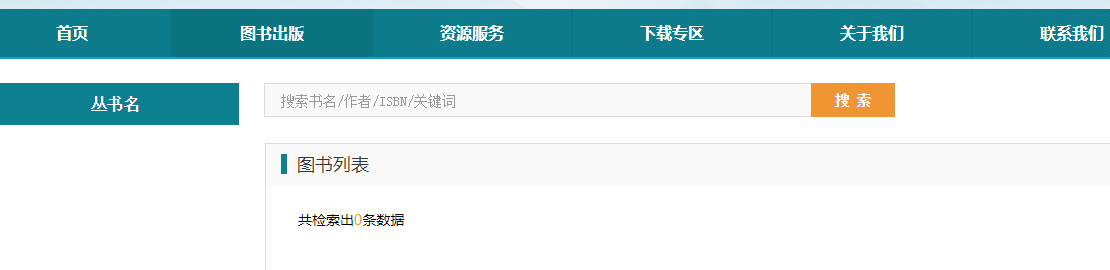 首页 图书出版 资源服务 下载专区 关于我们 联系我们
丛书名
搜索书名/作者/ISBN/关键词 搜 索
图书列表
共检索出0条数据